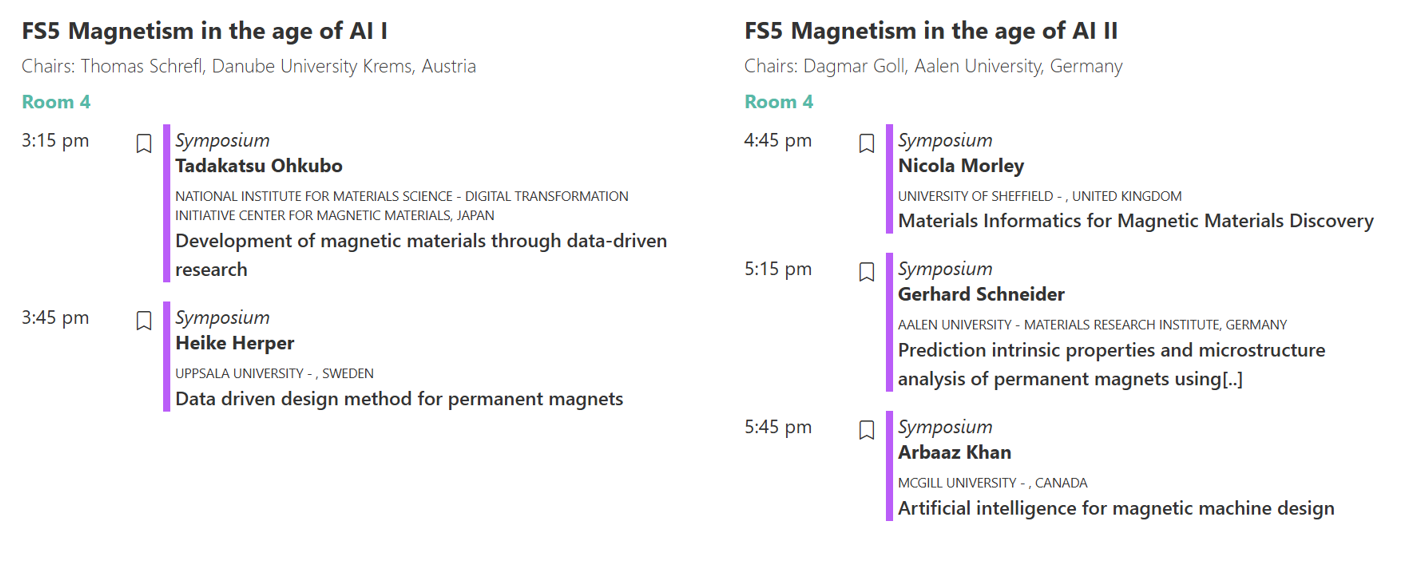 FS5 Magnetism in the age of AI I
Chairs: Thomas Schrefl, Danube University Krems, Austria
Room 4
3:15 pm
Symposium
Tadakatsu Ohkubo
NATIONAL INSTITUTE FOR MATERIALS SCIENCE - DIGITAL TRANSFORMATION
INITIATIVE CENTER FOR MAGNETIC MATERIALS, JAPAN
Development of magnetic materials through data-driven
research
3:45 pm
Symposium
Heike Herper
UPPSALA UNIVERSITY - , SWEDEN
Data driven design method for permanent magnets
FS5 Magnetism in the age of AI II
Chairs: Dagmar Goll, Aalen University, Germany
Room 4
4:45 pm
Symposium
Nicola Morley
UNIVERSITY OF SHEFFIELD - , UNITED KINGDOM
Materials Informatics for Magnetic Materials Discovery
5:15 pm
Symposium
Gerhard Schneider
AALEN UNIVERSITY - MATERIALS RESEARCH INSTITUTE, GERMANY
Prediction intrinsic properties and microstructure
analysis of permanent magnets using[..]
5:45 pm
Symposium
Arbaaz Khan
MCGILL UNIVERSITY - , CANADA
Artificial intelligence for magnetic machine design